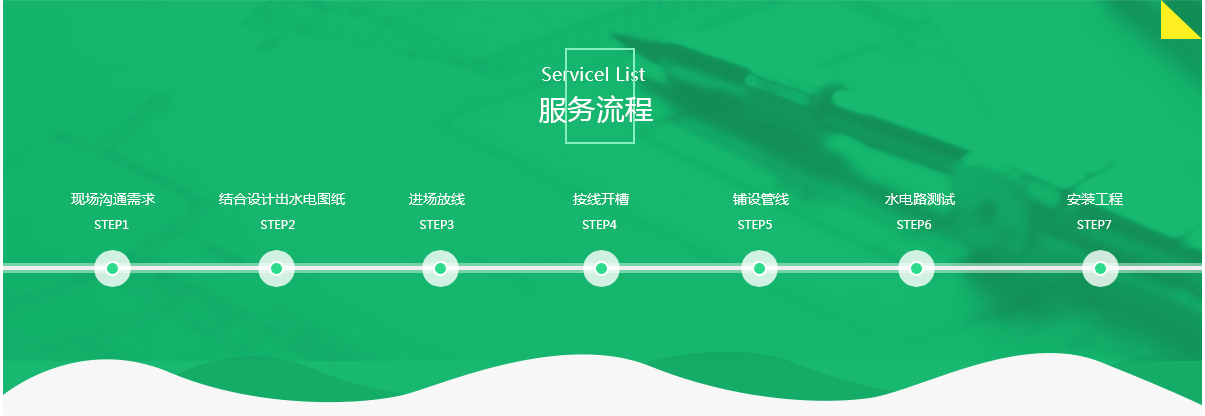 Servicel List
服务流程
现场沟通需求
STEP1
结合设计出水电图纸
STEP2
进场放线
STEP3
按线开槽
STEP4
铺设管线
STEP5
水电路测试
STEP6
安装工程
STEP7